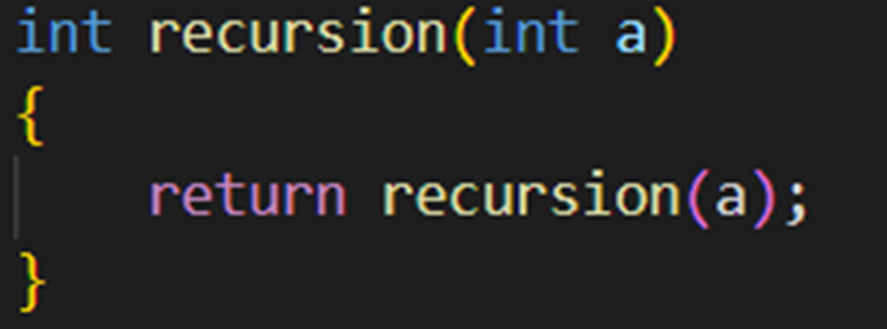 int recursion(int a)
{
    return recursion(a);
}